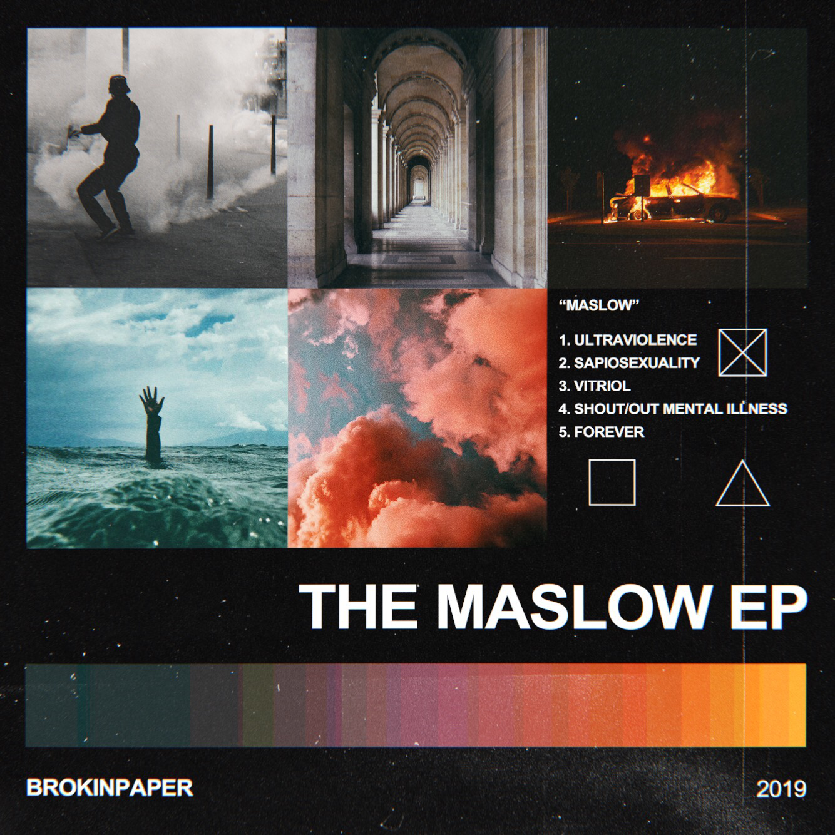 “MASLOW”
1. ULTRAVIOLENCE
2. SAPIOSEXUALITY
3. VITRIOL
4. SHOUT/OUT MENTAL ILLNESS
5. FOREVER
THE MASLOW EP
BROKINPAPER
2019